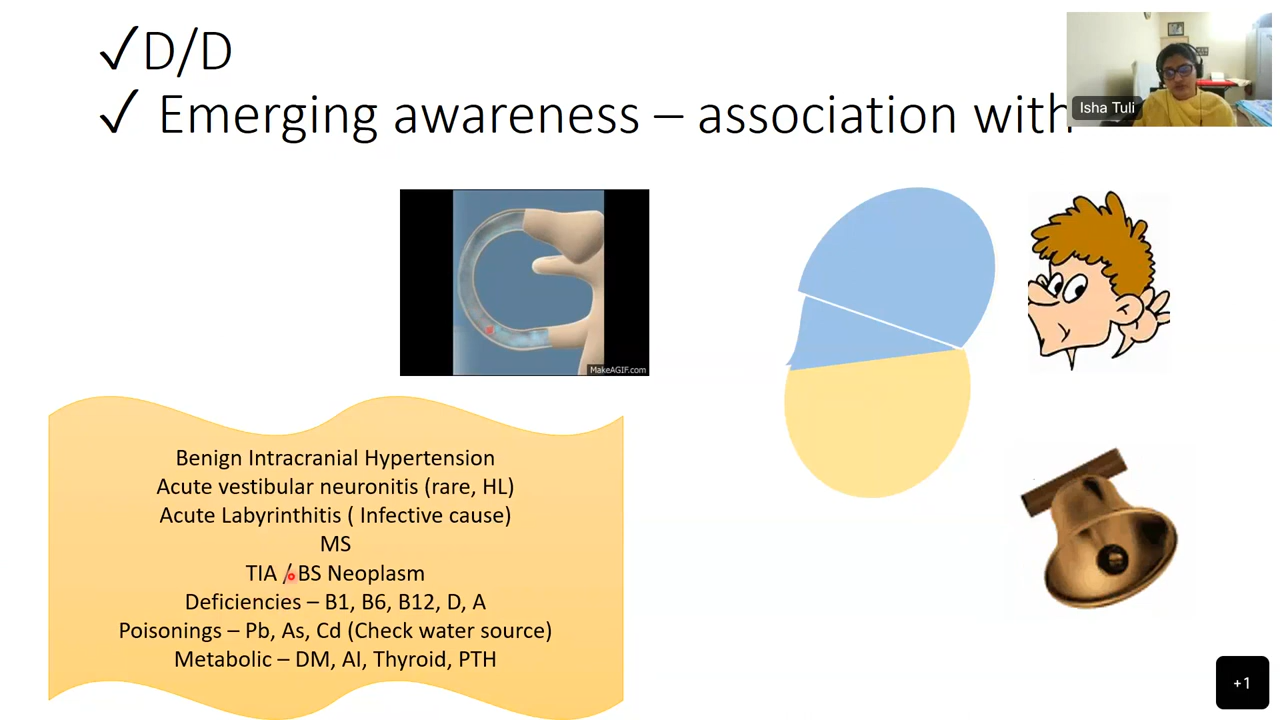 ✓D/D
✓ Emerging awareness – association with
Isha Tuli
MakeAGIF.com
Benign Intracranial Hypertension
Acute vestibular neuronitis (rare, HL)
Acute Labyrinthitis ( Infective cause)
MS
TIA / BS Neoplasm
Deficiencies – B1, B6, B12, D, A
Poisonings – Pb, As, Cd (Check water source)
Metabolic – DM, AI, Thyroid, PTH
+1